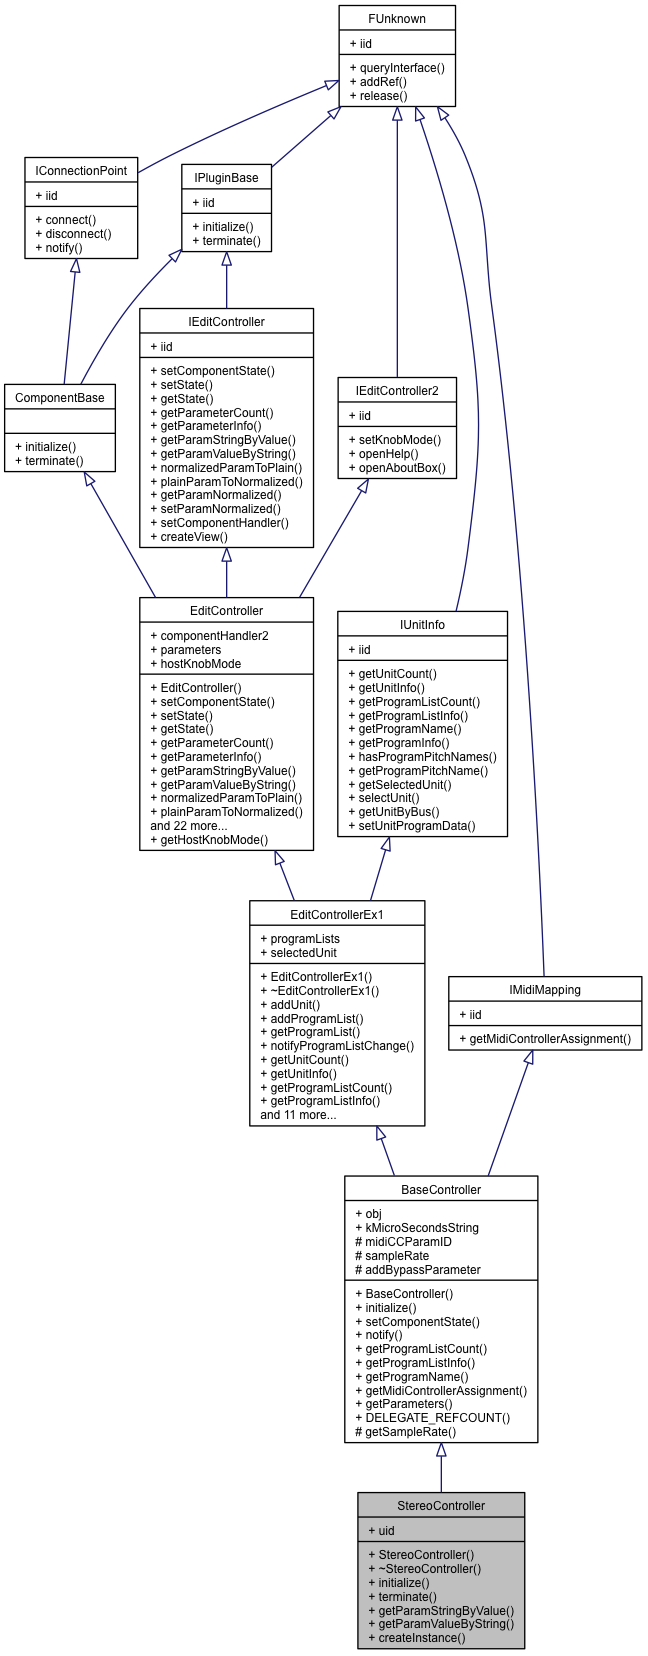 FUnknown
+ iid
+ queryInterface()
+ addRef()
+ release()
IConnectionPoint
+ iid
+ connect()
+ disconnect()
+ notify()
IPluginBase
+ iid
+ initialize()
+ terminate()
IEditController
+ iid
+ setComponentState()
+ setState()
+ getState()
+ getParameterCount()
+ getParameterInfo()
+ getParamStringByValue()
+ getParamValueByString()
+ normalizedParamToPlain()
+ plainParamToNormalized()
+ getParamNormalized()
+ setParamNormalized()
+ setComponentHandler()
+ createView()
ComponentBase
+ initialize()
+ terminate()
IEditController2
+ iid
+ setKnobMode()
+ openHelp()
+ openAboutBox()
EditController
+ componentHandler2
+ parameters
+ hostKnobMode
+ EditController()
+ setComponentState()
+ setState()
+ getState()
+ getParameterCount()
+ getParameterInfo()
+ getParamStringByValue()
+ getParamValueByString()
+ normalizedParamToPlain()
+ plainParamToNormalized()
and 22 more...
+ getHostKnobMode()
IUnitInfo
+ iid
+ getUnitCount()
+ getUnitInfo()
+ getProgramListCount()
+ getProgramListInfo()
+ getProgramName()
+ getProgramInfo()
+ hasProgramPitchNames()
+ getProgramPitchName()
+ getSelectedUnit()
+ selectUnit()
+ getUnitByBus()
+ setUnitProgramData()
EditControllerEx1
+ programLists
+ selectedUnit
+ EditControllerEx1()
+ ~EditControllerEx1()
+ addUnit()
+ addProgramList()
+ getProgramList()
+ notifyProgramListChange()
+ getUnitCount()
+ getUnitInfo()
+ getProgramListCount()
+ getProgramListInfo()
and 11 more...
IMidiMapping
+ iid
+ getMidiControllerAssignment()
BaseController
+ obj
+ kMicroSecondsString
# midiCCParamID
# sampleRate
# addBypassParameter
+ BaseController()
+ initialize()
+ setComponentState()
+ notify()
+ getProgramListCount()
+ getProgramListInfo()
+ getProgramName()
+ getMidiControllerAssignment()
+ getParameters()
+ DELEGATE_REFCOUNT()
# getSampleRate()
StereoController
+ uid
+ StereoController()
+ ~StereoController()
+ initialize()
+ terminate()
+ getParamStringByValue()
+ getParamValueByString()
+ createInstance()